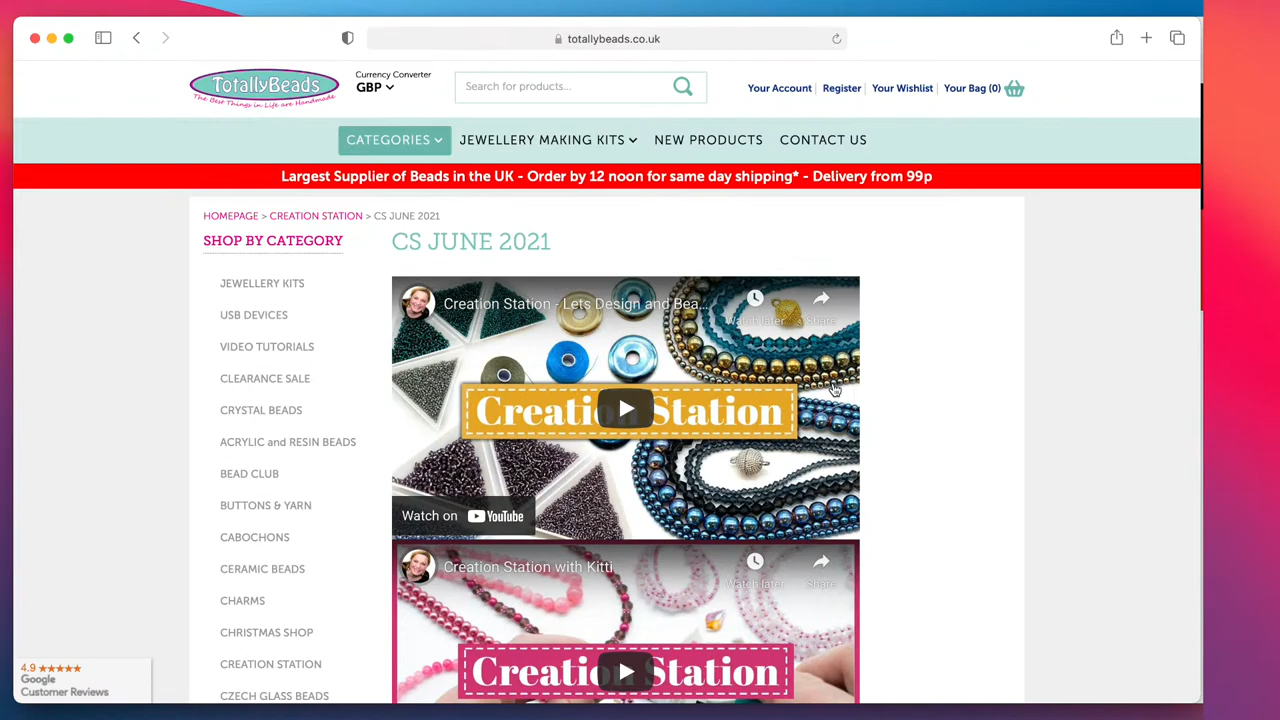 totallybeads.co.uk
TotallyBeads
The Best Things in Life are Handmade
Currency Converter
GBP
Search for products...
Your Account
Register
Your Wishlist
Your Bag (0)
CATEGORIES
JEWELLERY MAKING KITS
NEW PRODUCTS
CONTACT US
Largest Supplier of Beads in the UK - Order by 12 noon for same day shipping* - Delivery from 99p
HOMEPAGE > CREATION STATION > CS JUNE 2021
SHOP BY CATEGORY
JEWELLERY KITS
USB DEVICES
VIDEO TUTORIALS
CLEARANCE SALE
CRYSTAL BEADS
ACRYLIC and RESIN BEADS
BEAD CLUB
BUTTONS & YARN
CABOCHONS
CERAMIC BEADS
CHARMS
CHRISTMAS SHOP
CREATION STATION
CZECH GLASS BEADS
CS JUNE 2021
Creation Station - Lets Design and Bea...
Watch later
Share
Creation Station
Watch on YouTube
Creation Station with Kitti
Watch later
Share
Creation Station
4.9 ★★★★★
Google
Customer Reviews